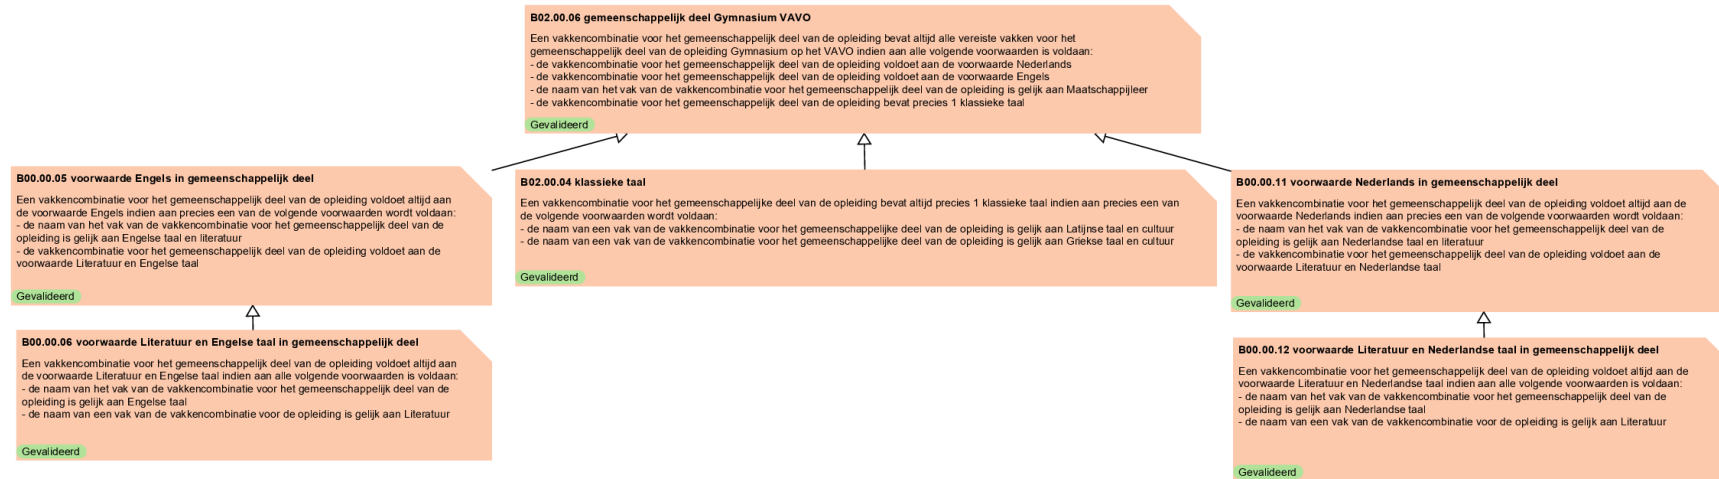 B02.00.06 gemeenschappelijk deel Gymnasium VAVO
Een vakkencombinatie voor het gemeenschappelijk deel van de opleiding bevat altijd alle vereiste vakken voor het
gemeenschappelijk deel van de opleiding Gymnasium op het VAVO indien aan alle volgende voorwaarden is voldaan:
- de vakkencombinatie voor het gemeenschappelijk deel van de opleiding voldoet aan de voorwaarde Nederlands
- de vakkencombinatie voor het gemeenschappelijk deel van de opleiding voldoet aan de voorwaarde Engels
- de naam van het vak van de vakkencombinatie voor het gemeenschappelijk deel van de opleiding is gelijk aan Maatschappijleer
- de vakkencombinatie voor het gemeenschappelijk deel van de opleiding bevat precies 1 klassieke taal
Gevalideerd
B00.00.05 voorwaarde Engels in gemeenschappelijk deel
Een vakkencombinatie voor het gemeenschappelijk deel van de opleiding voldoet altijd aan
de voorwaarde Engels indien aan precies een van de volgende voorwaarden wordt voldaan:
- de naam van het vak van de vakkencombinatie voor het gemeenschappelijk deel van de
opleiding is gelijk aan Engelse taal en literatuur
- de vakkencombinatie voor het gemeenschappelijk deel van de opleiding voldoet aan de
voorwaarde Literatuur en Engelse taal
Gevalideerd
B02.00.04 klassieke taal
Een vakkencombinatie voor het gemeenschappelijke deel van de opleiding bevat altijd precies 1 klassieke taal indien aan precies een van
de volgende voorwaarden wordt voldaan:
- de naam van een vak van de vakkencombinatie voor het gemeenschappelijke deel van de opleiding is gelijk aan Latijnse taal en cultuur
- de naam van een vak van de vakkencombinatie voor het gemeenschappelijke deel van de opleiding is gelijk aan Griekse taal en cultuur
Gevalideerd
B00.00.11 voorwaarde Nederlands in gemeenschappelijk deel
Een vakkencombinatie voor het gemeenschappelijk deel van de opleiding voldoet altijd aan de
voorwaarde Nederlands indien aan precies een van de volgende voorwaarden wordt voldaan:
- de naam van het vak van de vakkencombinatie voor het gemeenschappelijk deel van de
opleiding is gelijk aan Nederlandse taal en literatuur
- de vakkencombinatie voor het gemeenschappelijk deel van de opleiding voldoet aan de
voorwaarde Literatuur en Nederlandse taal
Gevalideerd
B00.00.06 voorwaarde Literatuur en Engelse taal in gemeenschappelijk deel
Een vakkencombinatie voor het gemeenschappelijk deel van de opleiding voldoet altijd aan
de voorwaarde Literatuur en Engelse taal indien aan alle volgende voorwaarden is voldaan:
- de naam van het vak van de vakkencombinatie voor het gemeenschappelijk deel van de
opleiding is gelijk aan Engelse taal
- de naam van een vak van de vakkencombinatie voor de opleiding is gelijk aan Literatuur
Gevalideerd
B00.00.12 voorwaarde Literatuur en Nederlandse taal in gemeenschappelijk deel
Een vakkencombinatie voor het gemeenschappelijk deel van de opleiding voldoet altijd aan de
voorwaarde Literatuur en Nederlandse taal indien aan alle volgende voorwaarden is voldaan:
- de naam van het vak van de vakkencombinatie voor het gemeenschappelijk deel van de
opleiding is gelijk aan Nederlandse taal
- de naam van een vak van de vakkencombinatie voor de opleiding is gelijk aan Literatuur
Gevalideerd